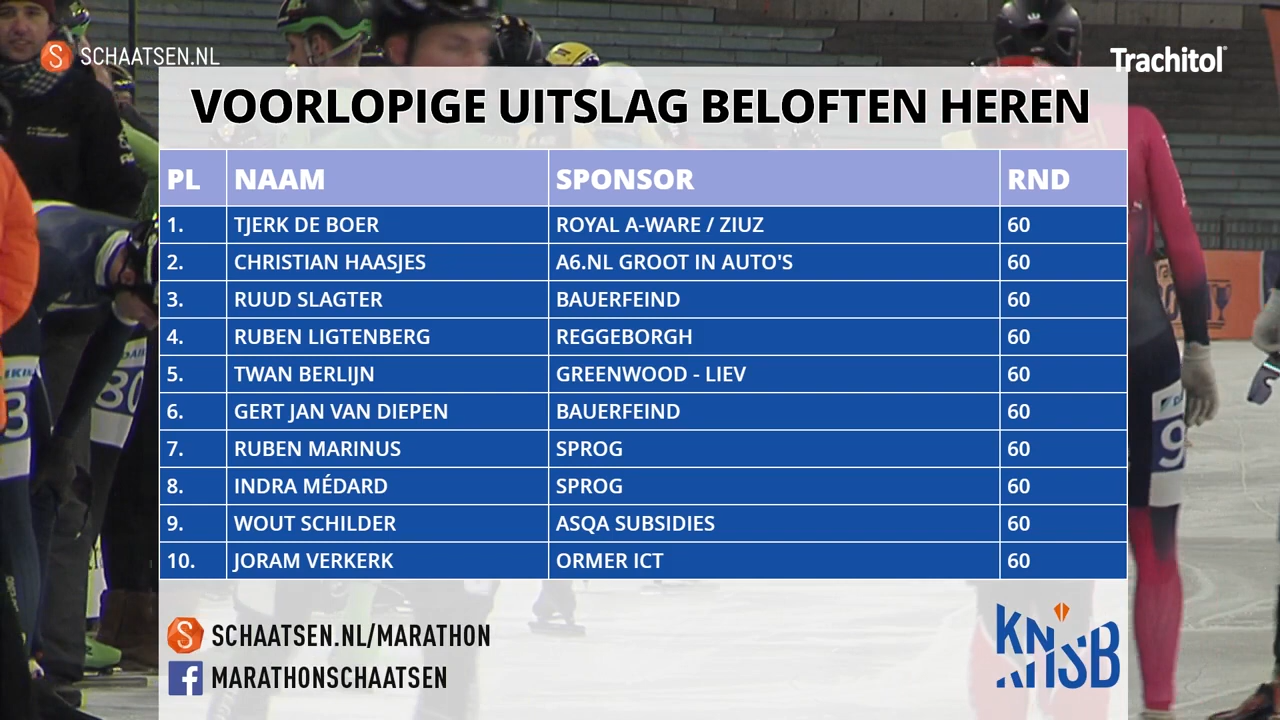 SCHAATSEN.NL
Trachitol
VOORLOPIGE UITSLAG BELOFTEN HEREN
PL NAAM SPONSOR RND
1. TJERK DE BOER ROYAL A-WARE / ZIUZ 60
2. CHRISTIAN HAASJES A6.NL GROOT IN AUTO'S 60
3. RUUD SLAGTER BAUERFEIND 60
4. RUBEN LIGTENBERG REGGEBORGH 60
5. TWAN BERLIJN GREENWOOD - LIEV 60
6. GERT JAN VAN DIEPEN BAUERFEIND 60
7. RUBEN MARINUS SPROG 60
8. INDRA MÉDARD SPROG 60
9. WOUT SCHILDER ASQA SUBSIDIES 60
10. JORAM VERKERK ORMER ICT 60
80
3
9
SCHAATSEN.NL/MARATHON
MARATHONSCHAATSEN
KNSB